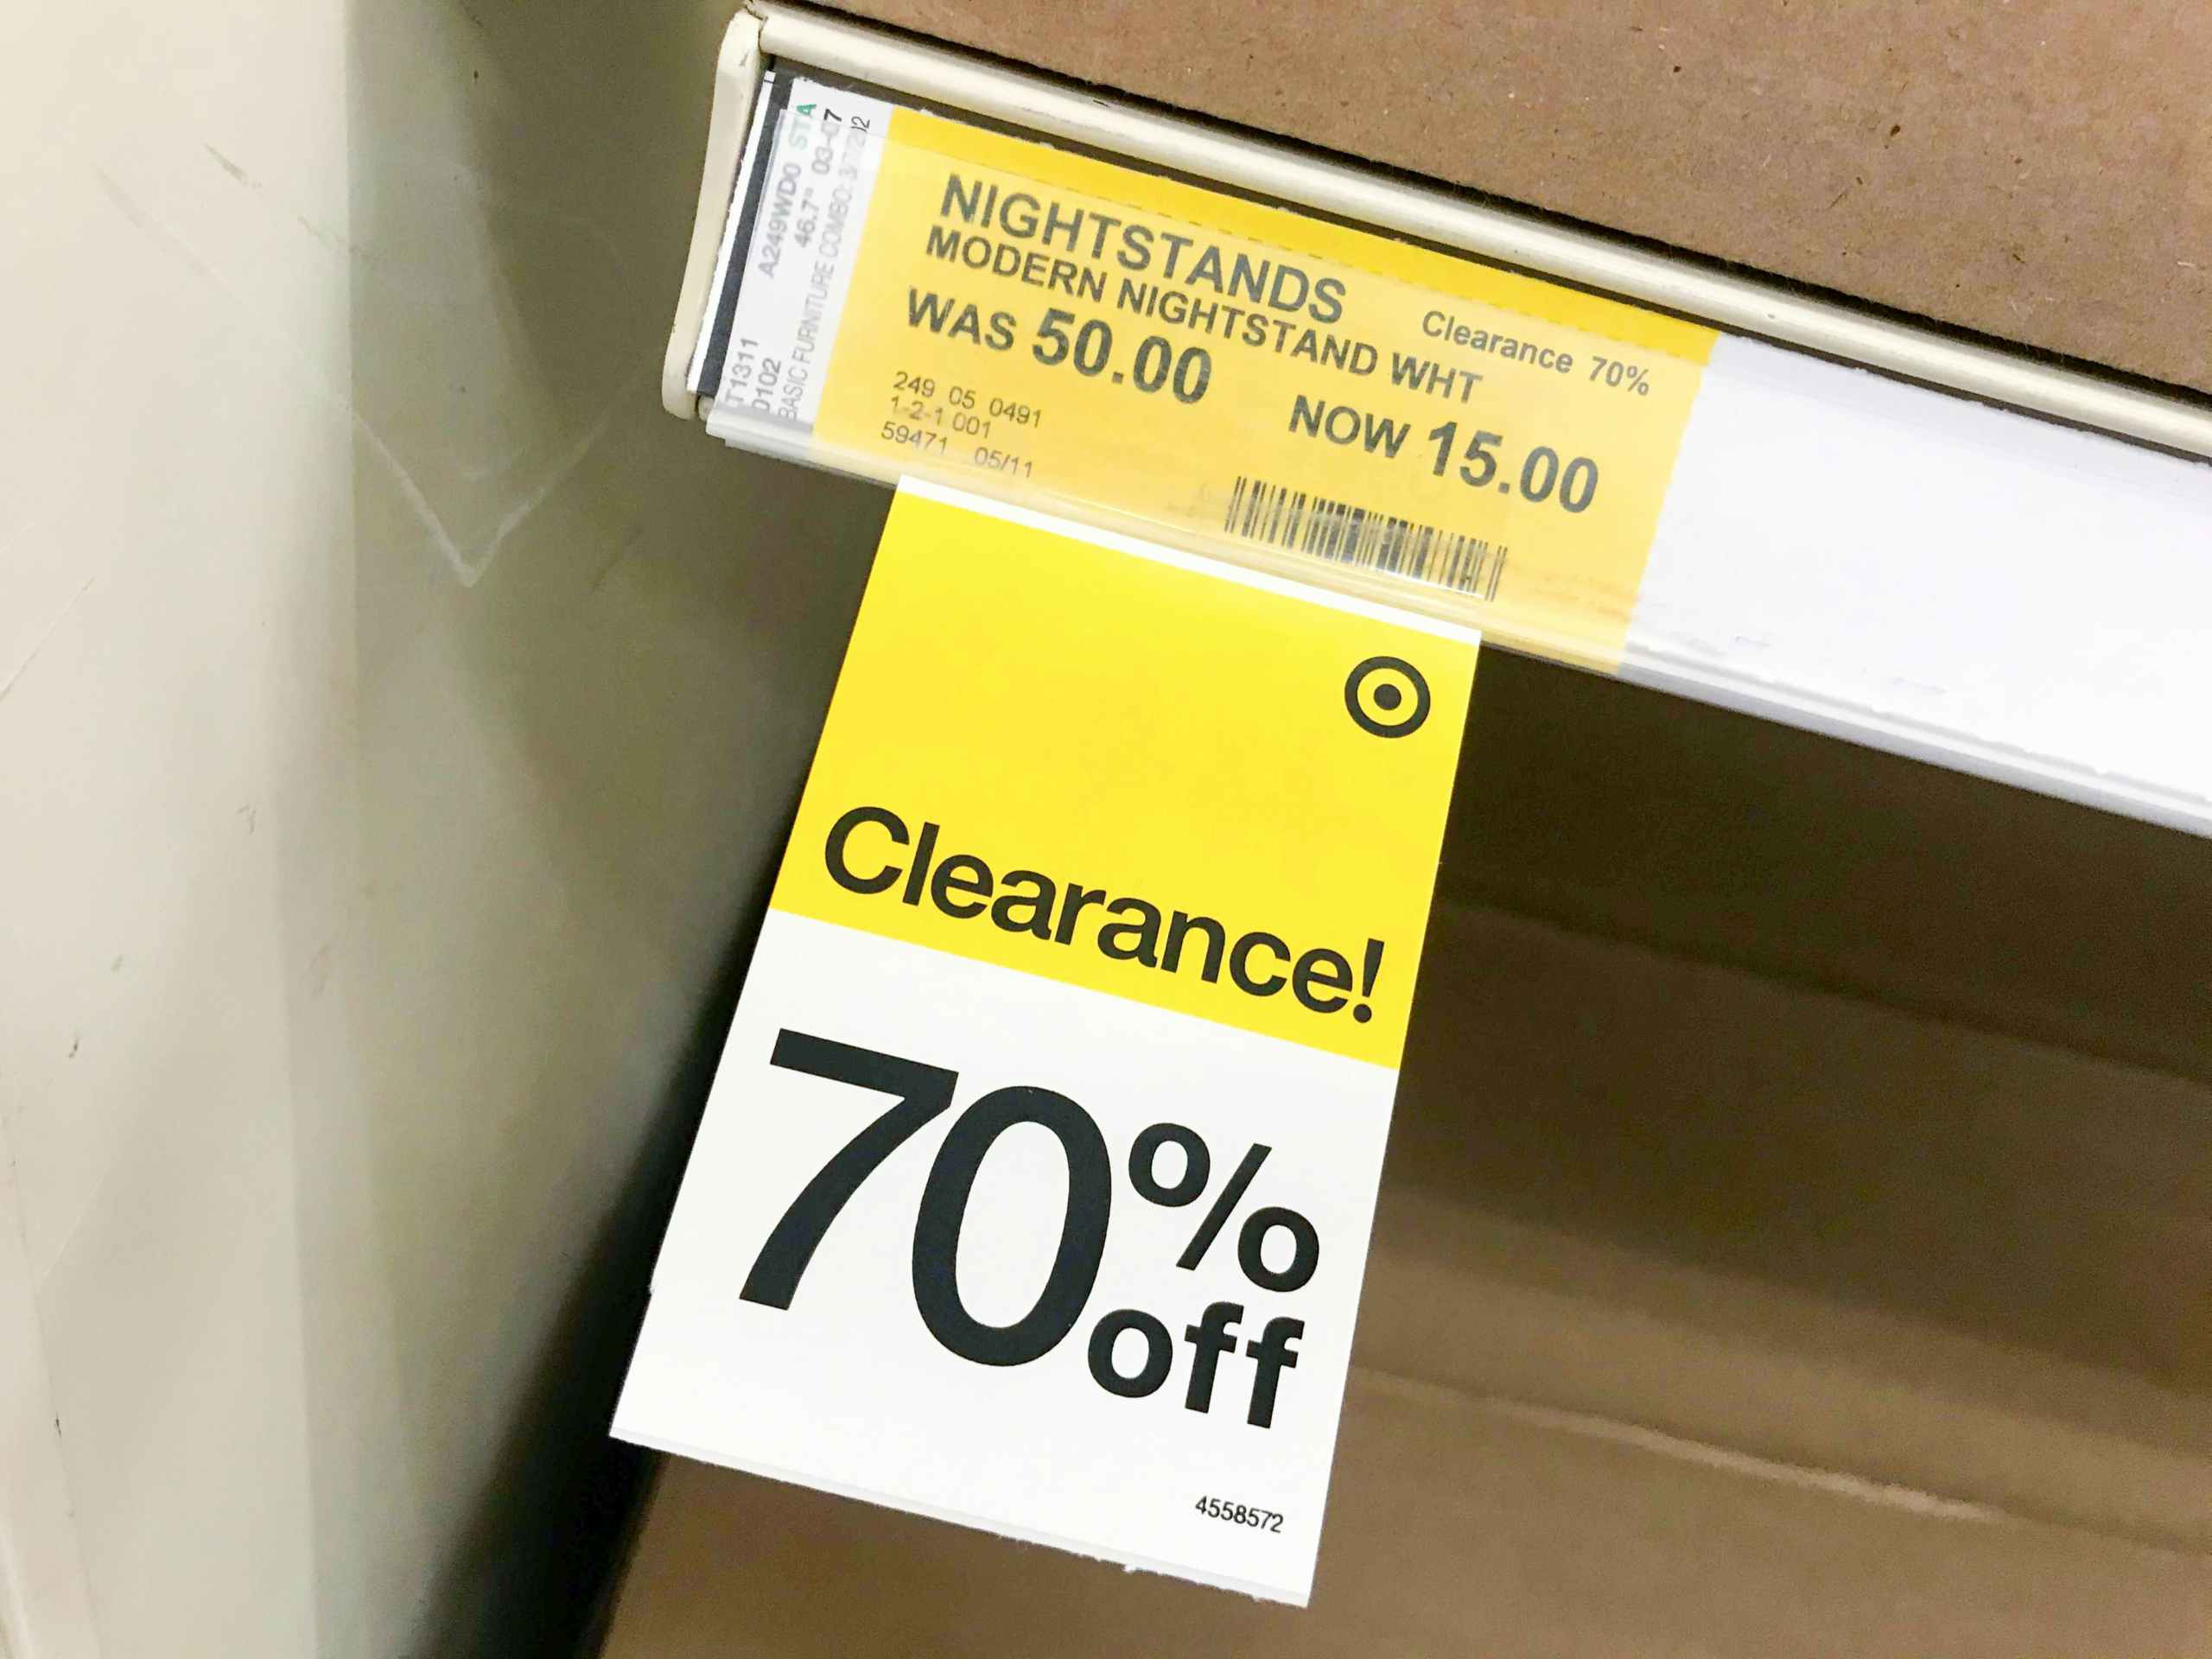 T1311 A249WD0 STA
D102 46.7" 03-07
BASIC FURNITURE COMBO:
NIGHTSTANDS
Clearance 70%
MODERN NIGHTSTAND WHT
WAS 50.00
NOW 15.00
249 05 0491
1-2-1 001
59471 05/11
Clearance!
70%
off
4558572